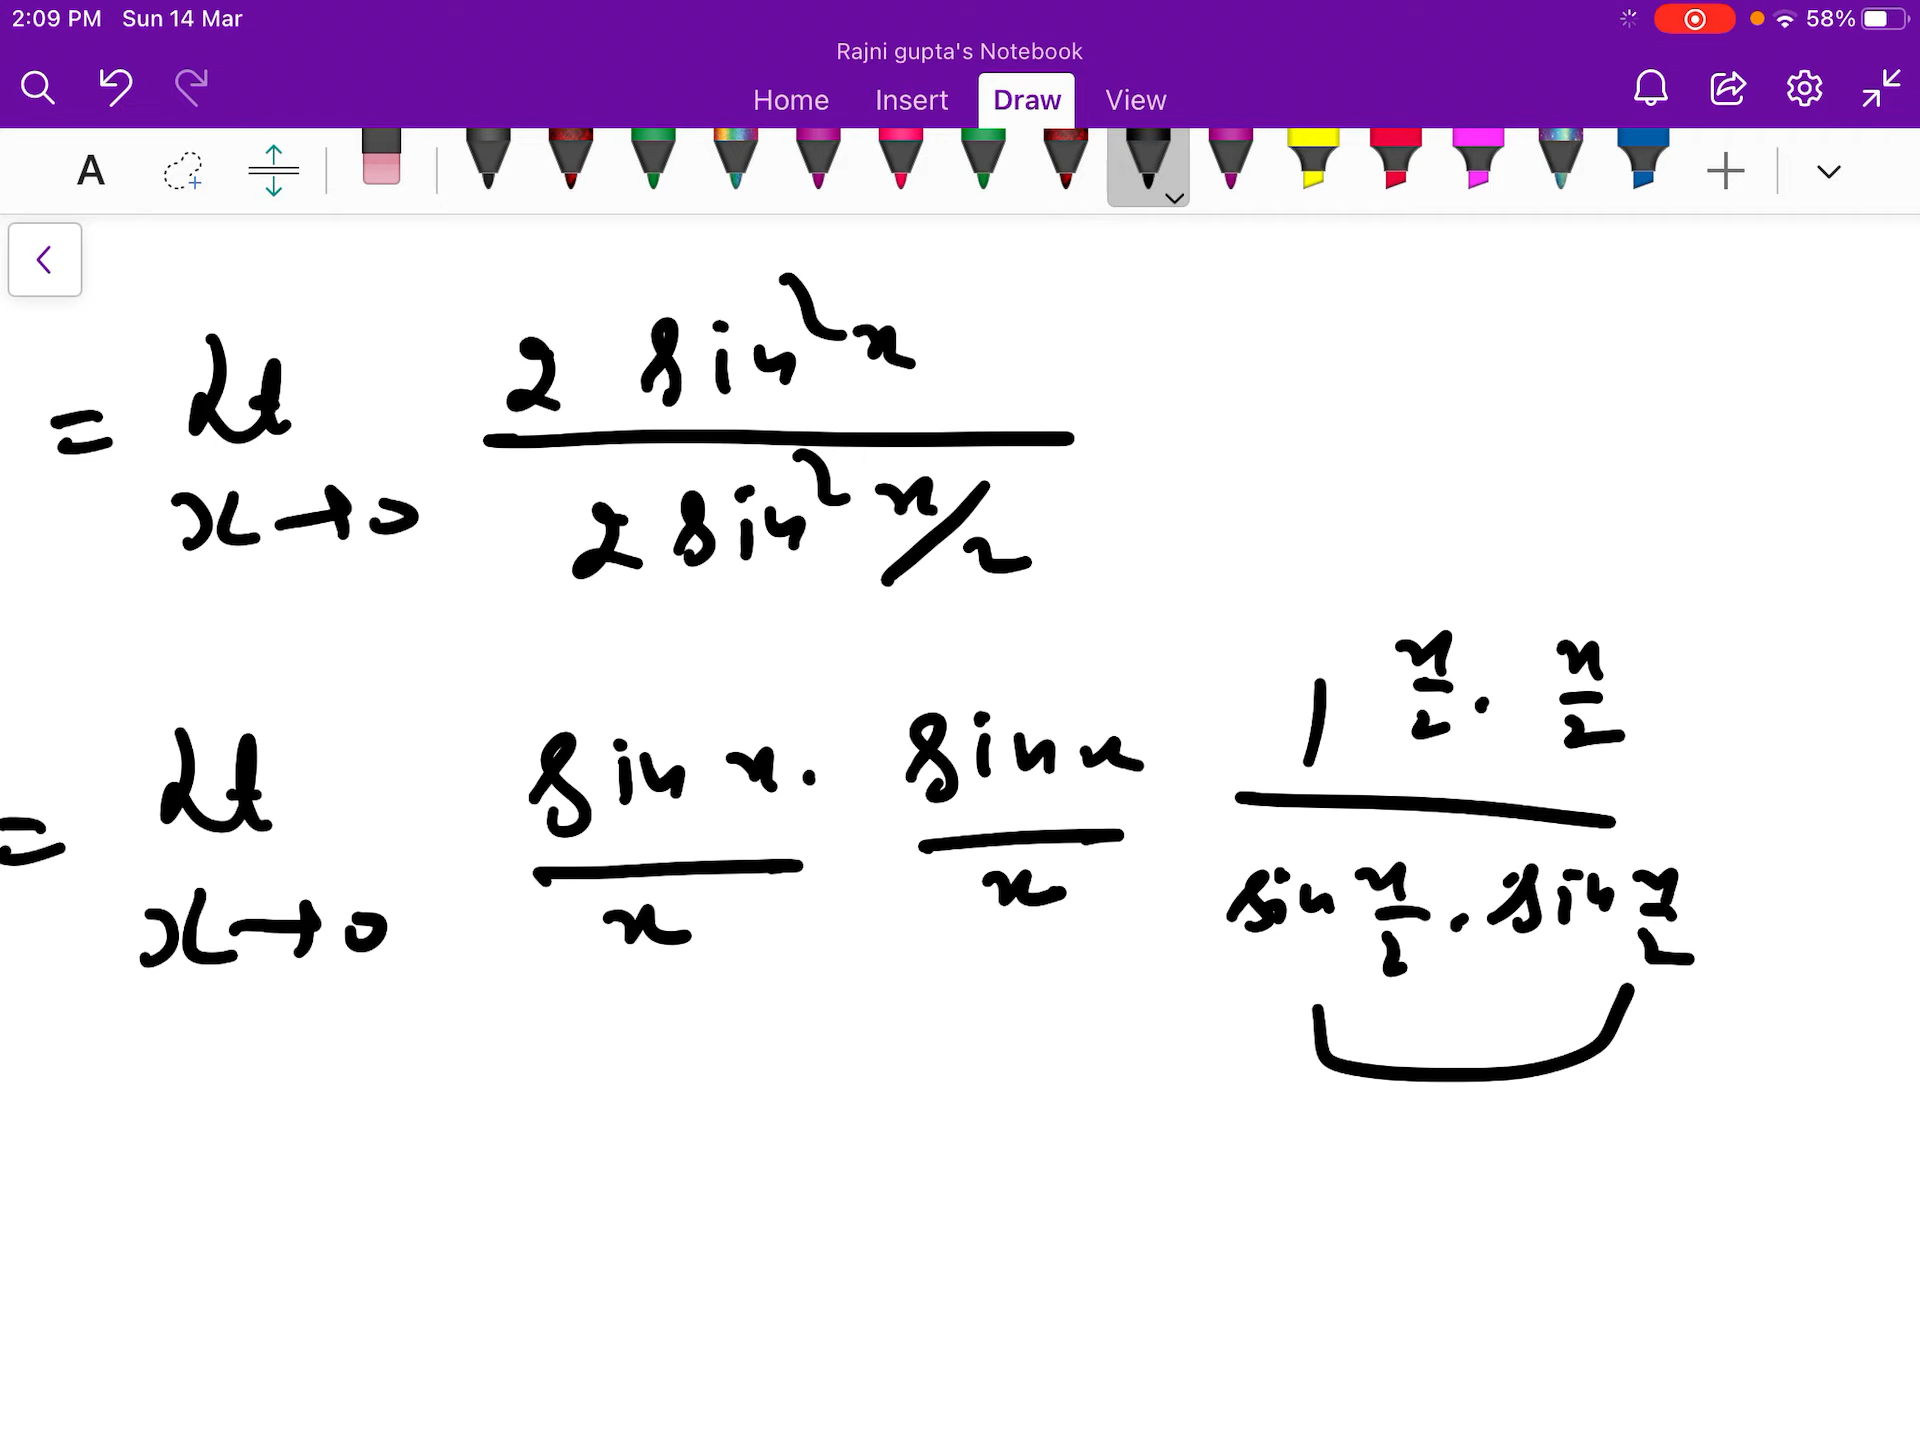 2:09 PM Sun 14 Mar 58%
Rajni gupta's Notebook
Home Insert Draw View
A
= Lt 2 sin²x
x→0 2 sin² x/2
= Lt sin x . sin x 1 x/2 . x/2
x→0 x x sin x/2 . sin x/2